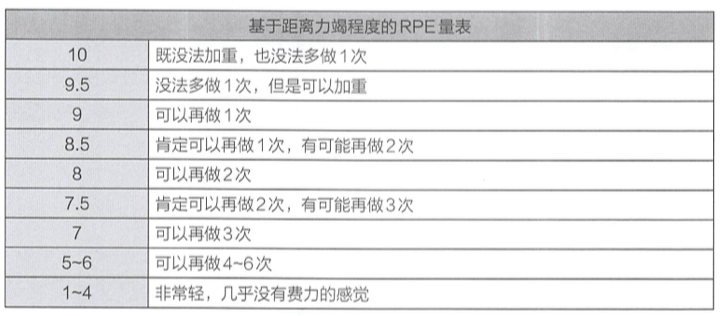 基于距离力竭程度的RPE量表
10 既没法加重，也没法多做1次
9.5 没法多做1次，但是可以加重
9 可以再做1次
8.5 肯定可以再做1次，有可能再做2次
8 可以再做2次
7.5 肯定可以再做2次，有可能再做3次
7 可以再做3次
5~6 可以再做4~6次
1~4 非常轻，几乎没有费力的感觉